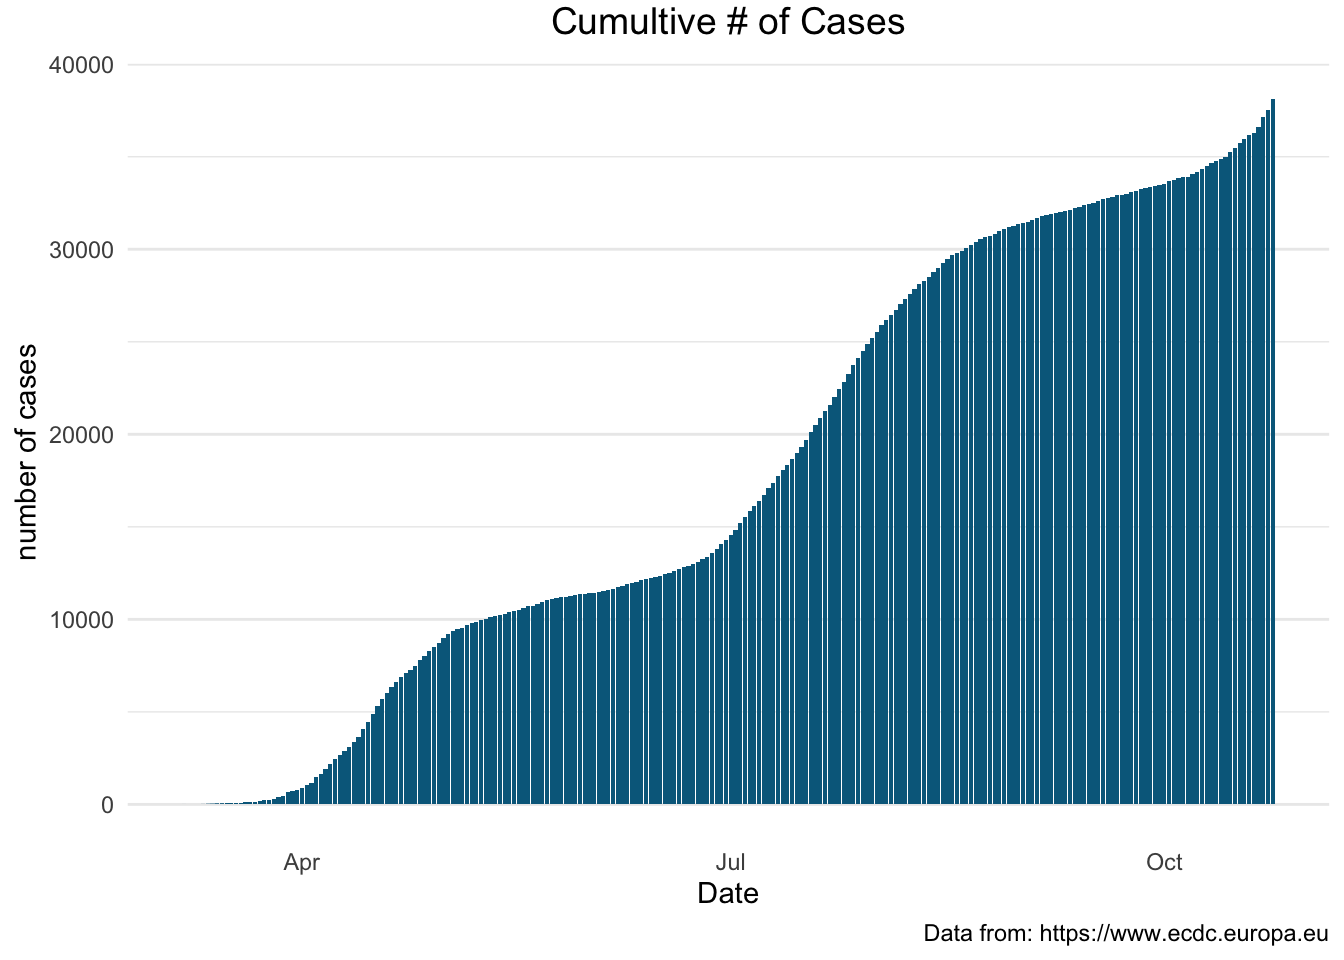 Cumultive # of Cases
40000
30000
20000
10000
0
number of cases
Apr Jul Oct
Date
Data from: https://www.ecdc.europa.eu